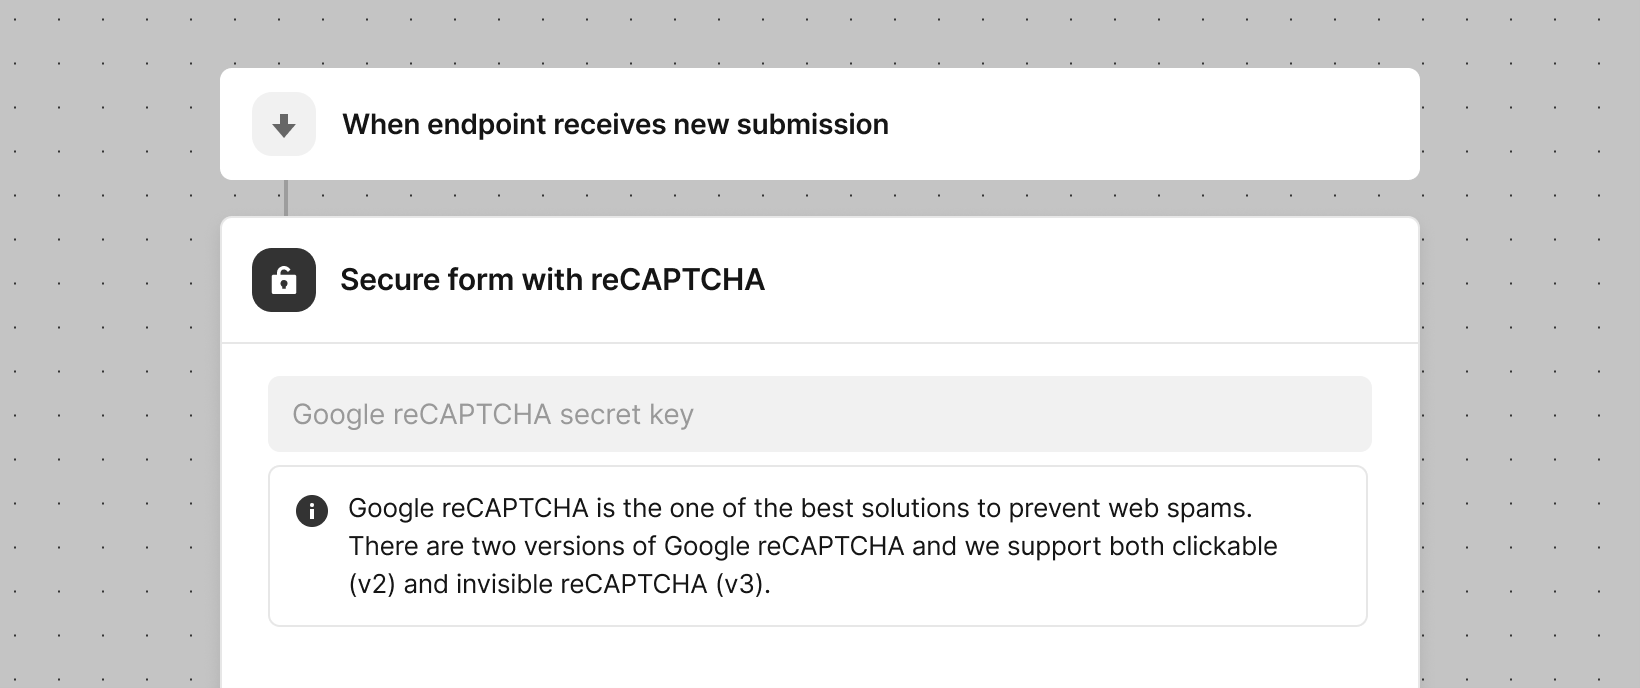 When endpoint receives new submission
Secure form with reCAPTCHA
Google reCAPTCHA secret key
Google reCAPTCHA is the one of the best solutions to prevent web spams.
There are two versions of Google reCAPTCHA and we support both clickable
(v2) and invisible reCAPTCHA (v3).